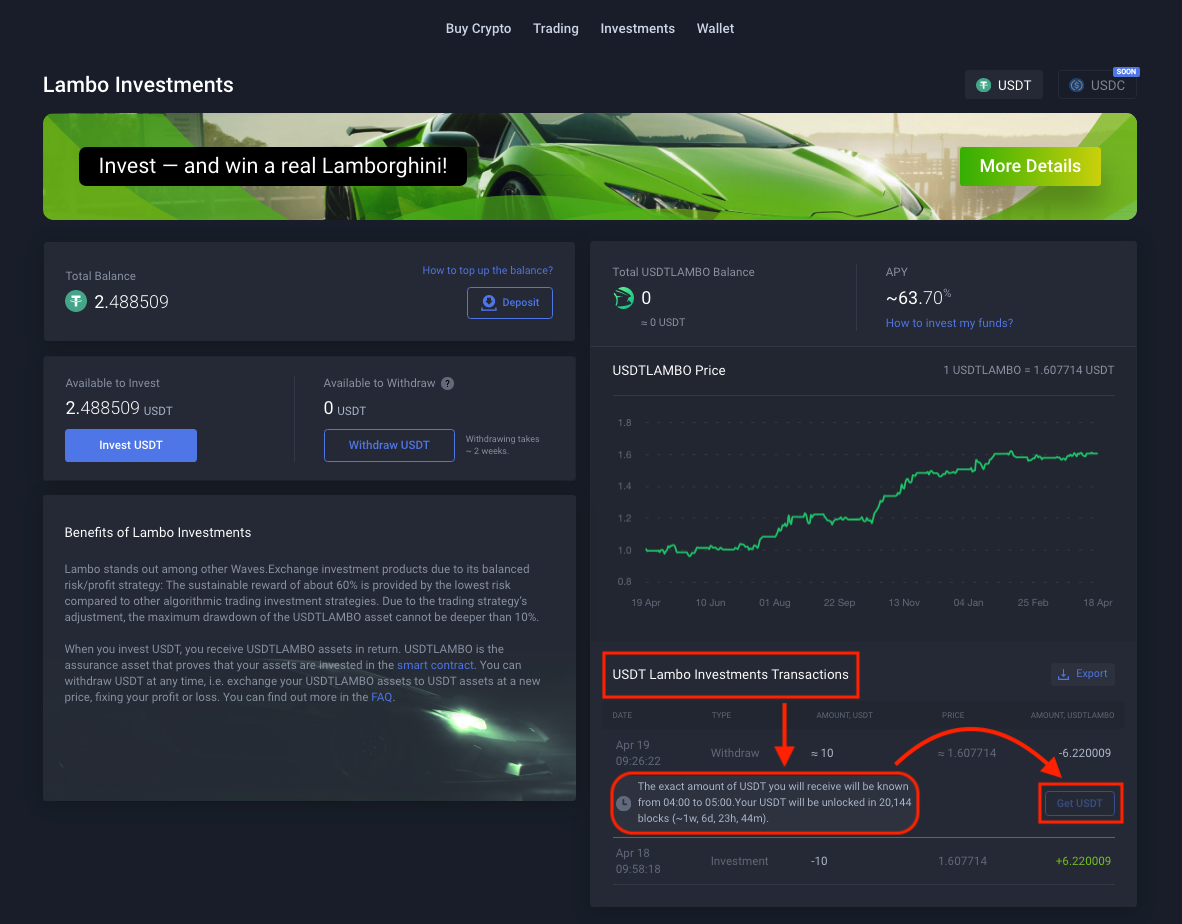 Buy Crypto Trading Investments Wallet
Lambo Investments
USDT
SOON
USDC
Invest — and win a real Lamborghini!
More Details
Total Balance
How to top up the balance?
2.488509
Deposit
Available to Invest
2.488509 USDT
Invest USDT
Available to Withdraw ?
0 USDT
Withdraw USDT
Withdrawing takes
~ 2 weeks.
Benefits of Lambo Investments
Lambo stands out among other Waves.Exchange investment products due to its balanced
risk/profit strategy: The sustainable reward of about 60% is provided by the lowest risk
compared to other algorithmic trading investment strategies. Due to the trading strategy's
adjustment, the maximum drawdown of the USDTLAMBO asset cannot be deeper than 10%.
When you invest USDT, you receive USDTLAMBO assets in return. USDTLAMBO is the
assurance asset that proves that your assets are invested in the smart contract. You can
withdraw USDT at any time, i.e. exchange your USDTLAMBO assets to USDT assets at a new
price, fixing your profit or loss. You can find out more in the FAQ.
Total USDTLAMBO Balance
0
≈ 0 USDT
APY
~63.70%
How to invest my funds?
USDTLAMBO Price
1 USDTLAMBO = 1.607714 USDT
1.8
1.6
1.4
1.2
1.0
0.8
19 Apr 10 Jun 01 Aug 22 Sep 13 Nov 04 Jan 25 Feb 18 Apr
USDT Lambo Investments Transactions
Export
DATE TYPE AMOUNT, USDT PRICE AMOUNT, USDTLAMBO
Apr 19
09:26:22
Withdraw ≈ 10 ≈ 1.607714 -6.220009
The exact amount of USDT you will receive will be known
from 04:00 to 05:00.Your USDT will be unlocked in 20,144
blocks (~1w, 6d, 23h, 44m).
Get USDT
Apr 18
09:58:18
Investment -10 1.607714 +6.220009